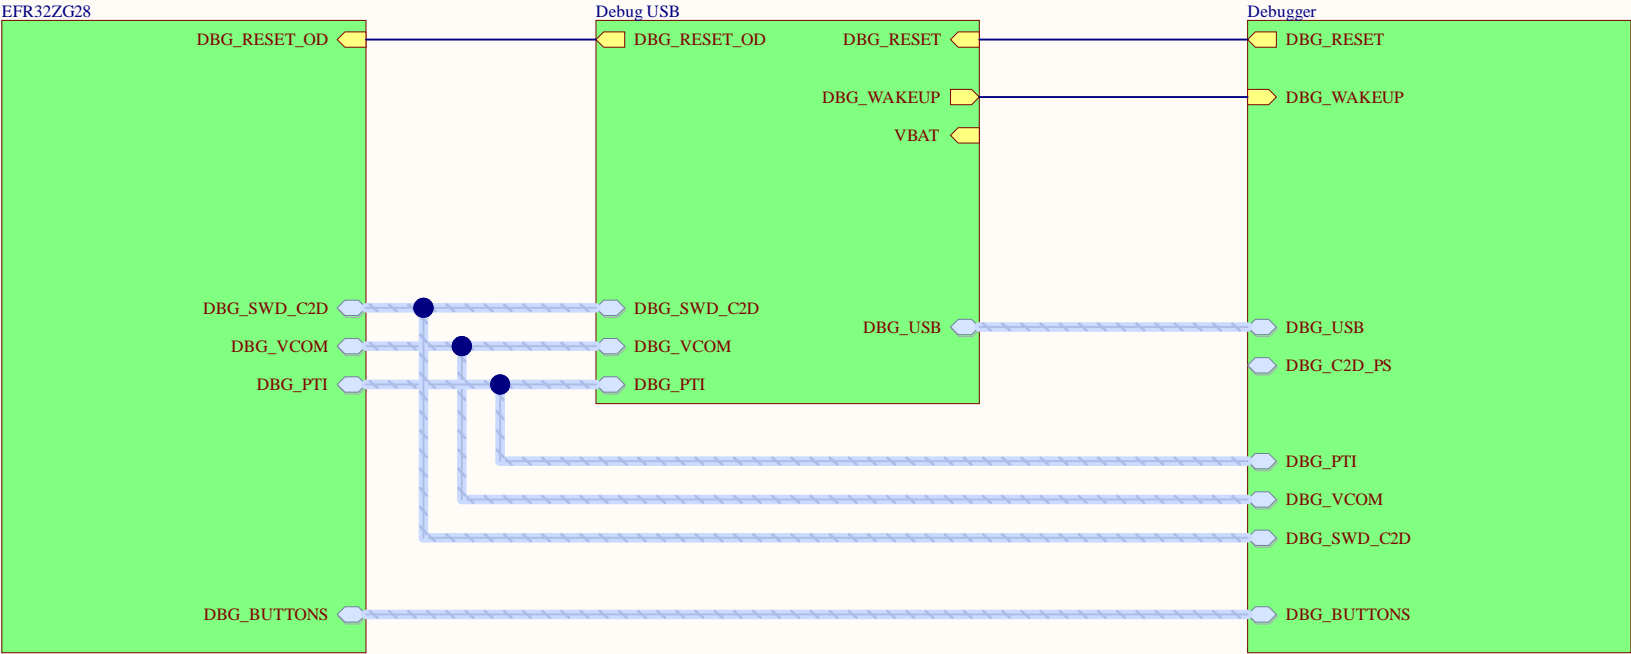 EFR32ZG28
Debug USB
Debugger
DBG_RESET_OD
DBG_RESET_OD
DBG_RESET
DBG_RESET
DBG_WAKEUP
DBG_WAKEUP
VBAT
DBG_SWD_C2D
DBG_SWD_C2D
DBG_USB
DBG_USB
DBG_VCOM
DBG_VCOM
DBG_C2D_PS
DBG_PTI
DBG_PTI
DBG_PTI
DBG_VCOM
DBG_SWD_C2D
DBG_BUTTONS
DBG_BUTTONS